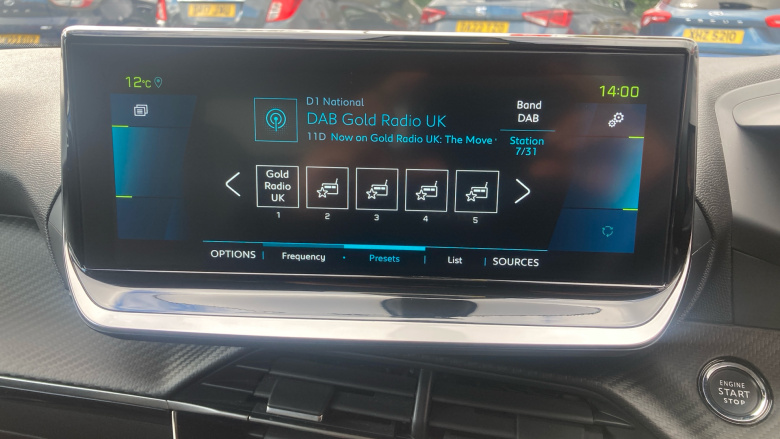 XHZ 5210
12°C
14:00
D1 National
DAB Gold Radio UK
11D Now on Gold Radio UK: The Move
Band
DAB
Station
7/31
Gold
Radio
UK
1 2 3 4 5
OPTIONS Frequency Presets List SOURCES
ENGINE
START
STOP